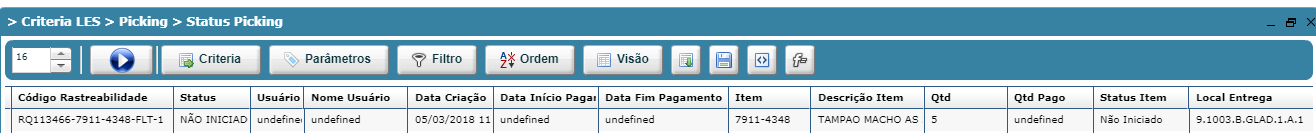 > Criteria LES > Picking > Status Picking
16 Criteria Parâmetros Filtro Ordem Visão
Código Rastreabilidade Status Usuário Nome Usuário Data Criação Data Início Pagar Data Fim Pagamento Item Descrição Item Qtd Qtd Pago Status Item Local Entrega
RQ113466-7911-4348-FLT-1 NÃO INICIAD undefined undefined 05/03/2018 11 undefined undefined 7911-4348 TAMPAO MACHO AS 5 undefined Não Iniciado 9.1003.B.GLAD.1.A.1